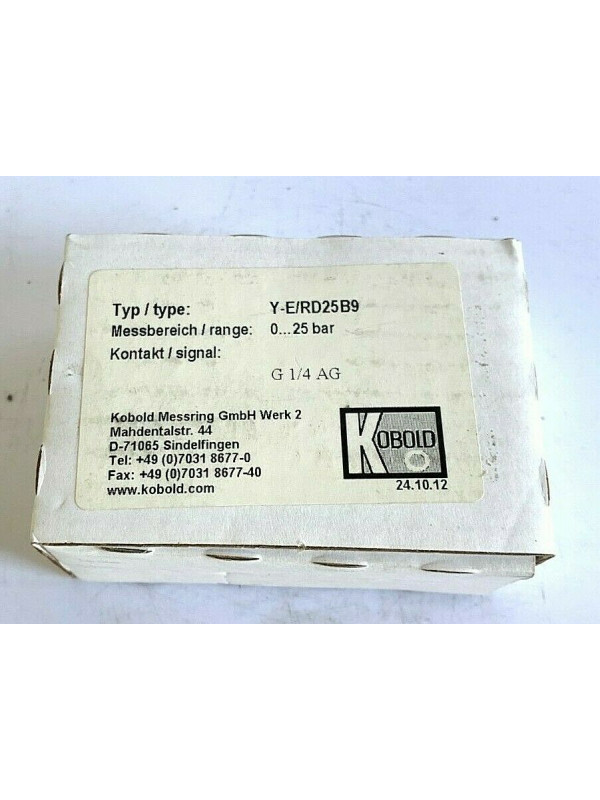 Typ / type: Y-E/RD25B9
Messbereich / range: 0...25 bar
Kontakt / signal:
G 1/4 AG
Kobold Messring GmbH Werk 2
Mahdentalstr. 44
D-71065 Sindelfingen
Tel: +49 (0)7031 8677-0
Fax: +49 (0)7031 8677-40
www.kobold.com
KOBOLD
24.10.12